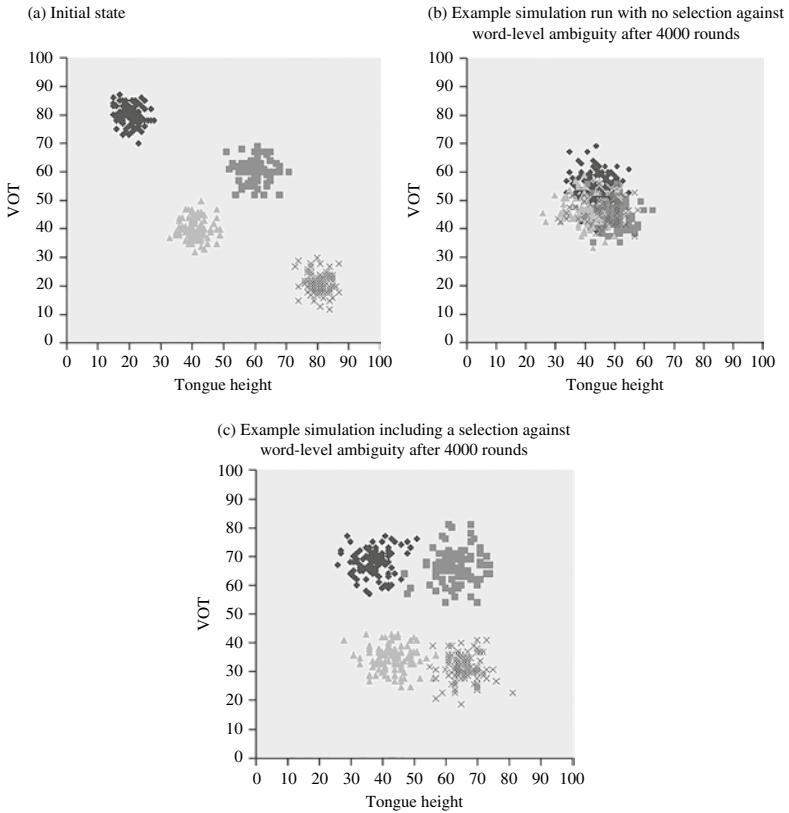 (a) Initial state
100
90
80
70
60
50
40
30
20
10
0
VOT
0 10 20 30 40 50 60 70 80 90 100
Tongue height
(b) Example simulation run with no selection against
word-level ambiguity after 4000 rounds
100
90
80
70
60
50
40
30
20
10
0
VOT
0 10 20 30 40 50 60 70 80 90 100
Tongue height
(c) Example simulation including a selection against
word-level ambiguity after 4000 rounds
100
90
80
70
60
50
40
30
20
10
0
VOT
0 10 20 30 40 50 60 70 80 90 100
Tongue height